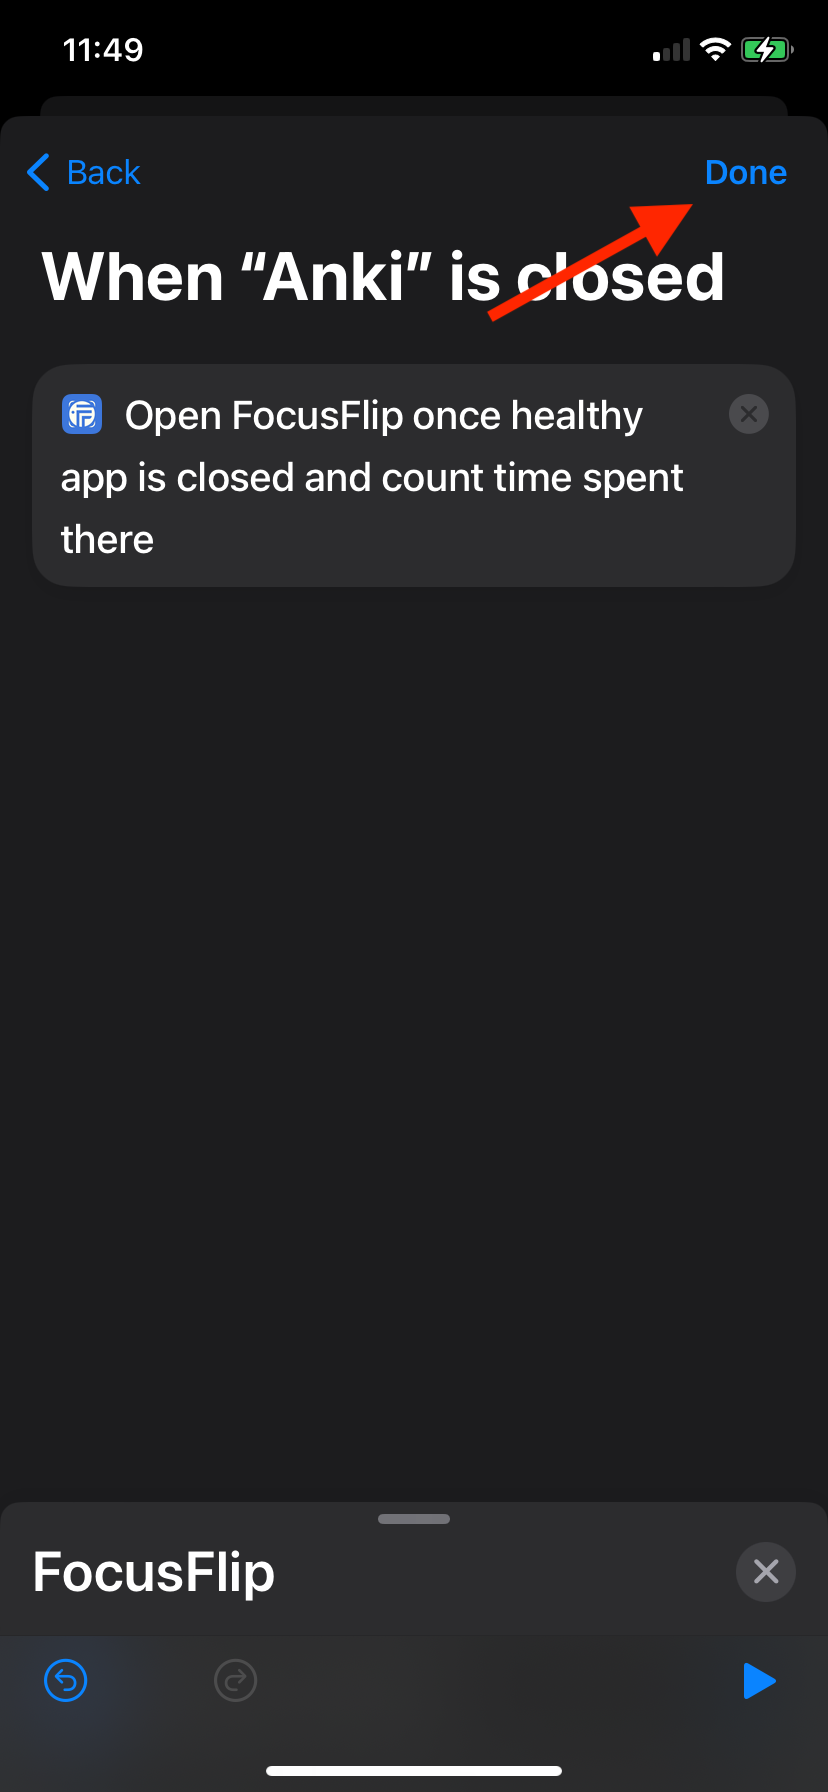 11:49
Back
Done
When “Anki” is closed
Open FocusFlip once healthy
app is closed and count time spent
there
FocusFlip